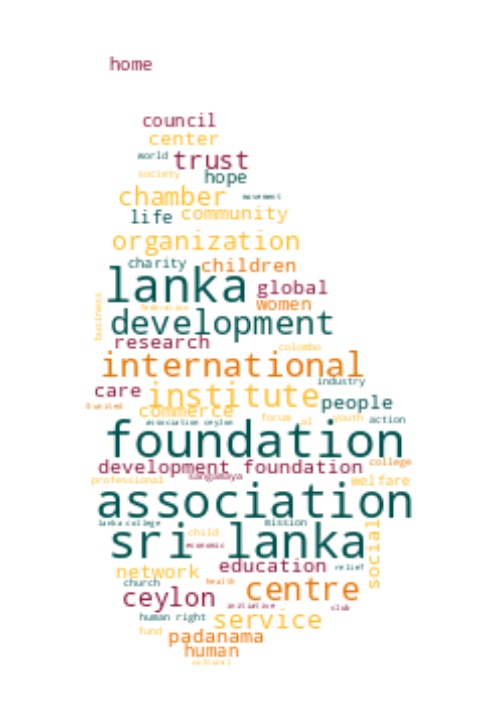 home
council
center
world trust
society hope
chamber movement
life community
organization
charity children
lanka global
business federation women
development
research colombo
international
care institute industry
commerce people
forum al youth action
association ceylon
foundation
development foundation college
professional sangamaya welfare
association
lanka college mission
sri lanka child
economic social
education relief
network health
church centre
ceylon initiative club
human right service
fund padanama
human
cultural